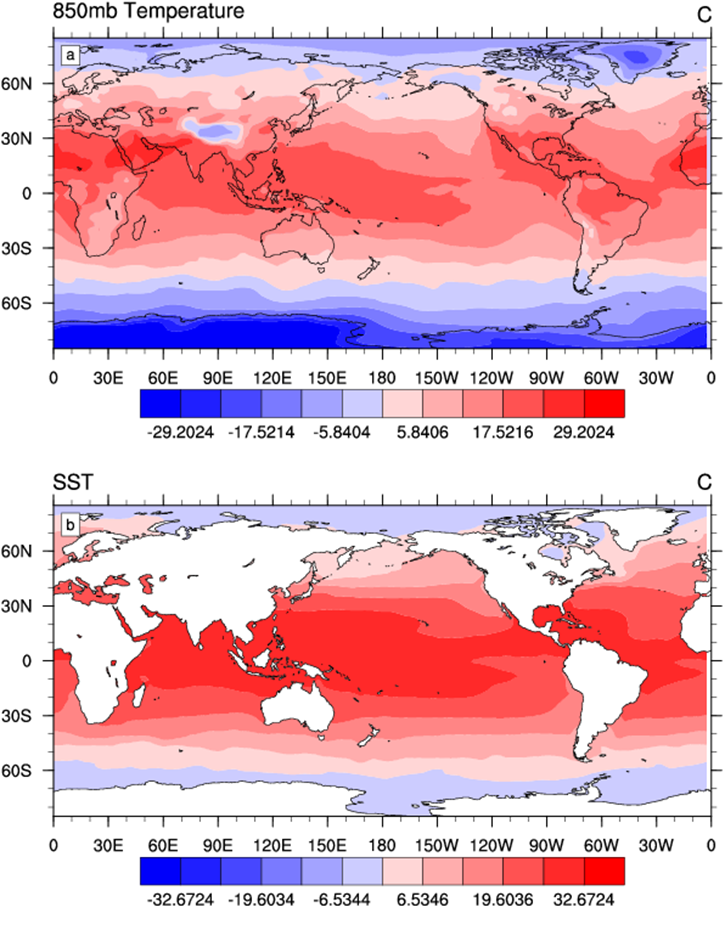 850mb Temperature C
a
60N
30N
0
30S
60S
0 30E 60E 90E 120E 150E 180 150W 120W 90W 60W 30W 0
-29.2024 -17.5214 -5.8404 5.8406 17.5216 29.2024
SST C
b
60N
30N
0
30S
60S
0 30E 60E 90E 120E 150E 180 150W 120W 90W 60W 30W 0
-32.6724 -19.6034 -6.5344 6.5346 19.6036 32.6724